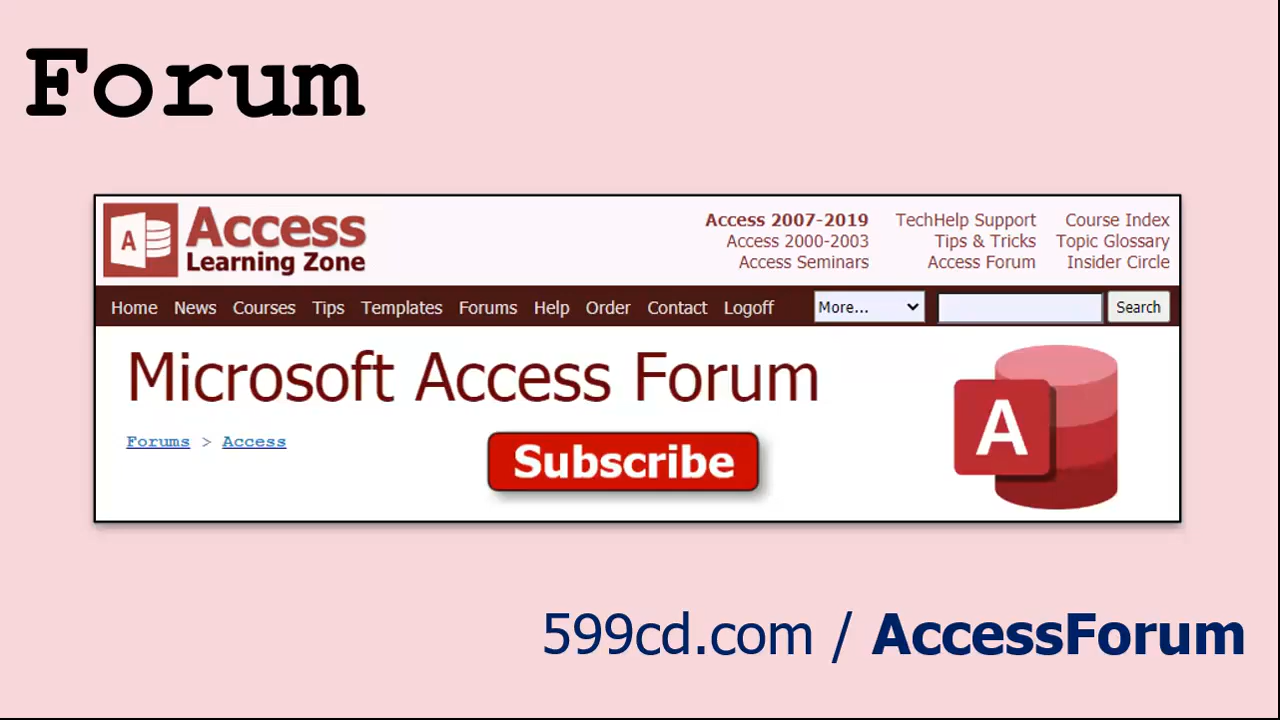 Forum
A Access
Learning Zone
Access 2007-2019 TechHelp Support Course Index
Access 2000-2003 Tips & Tricks Topic Glossary
Access Seminars Access Forum Insider Circle
Home News Courses Tips Templates Forums Help Order Contact Logoff More... Search
Microsoft Access Forum
Forums > Access
Subscribe
A
599cd.com / AccessForum